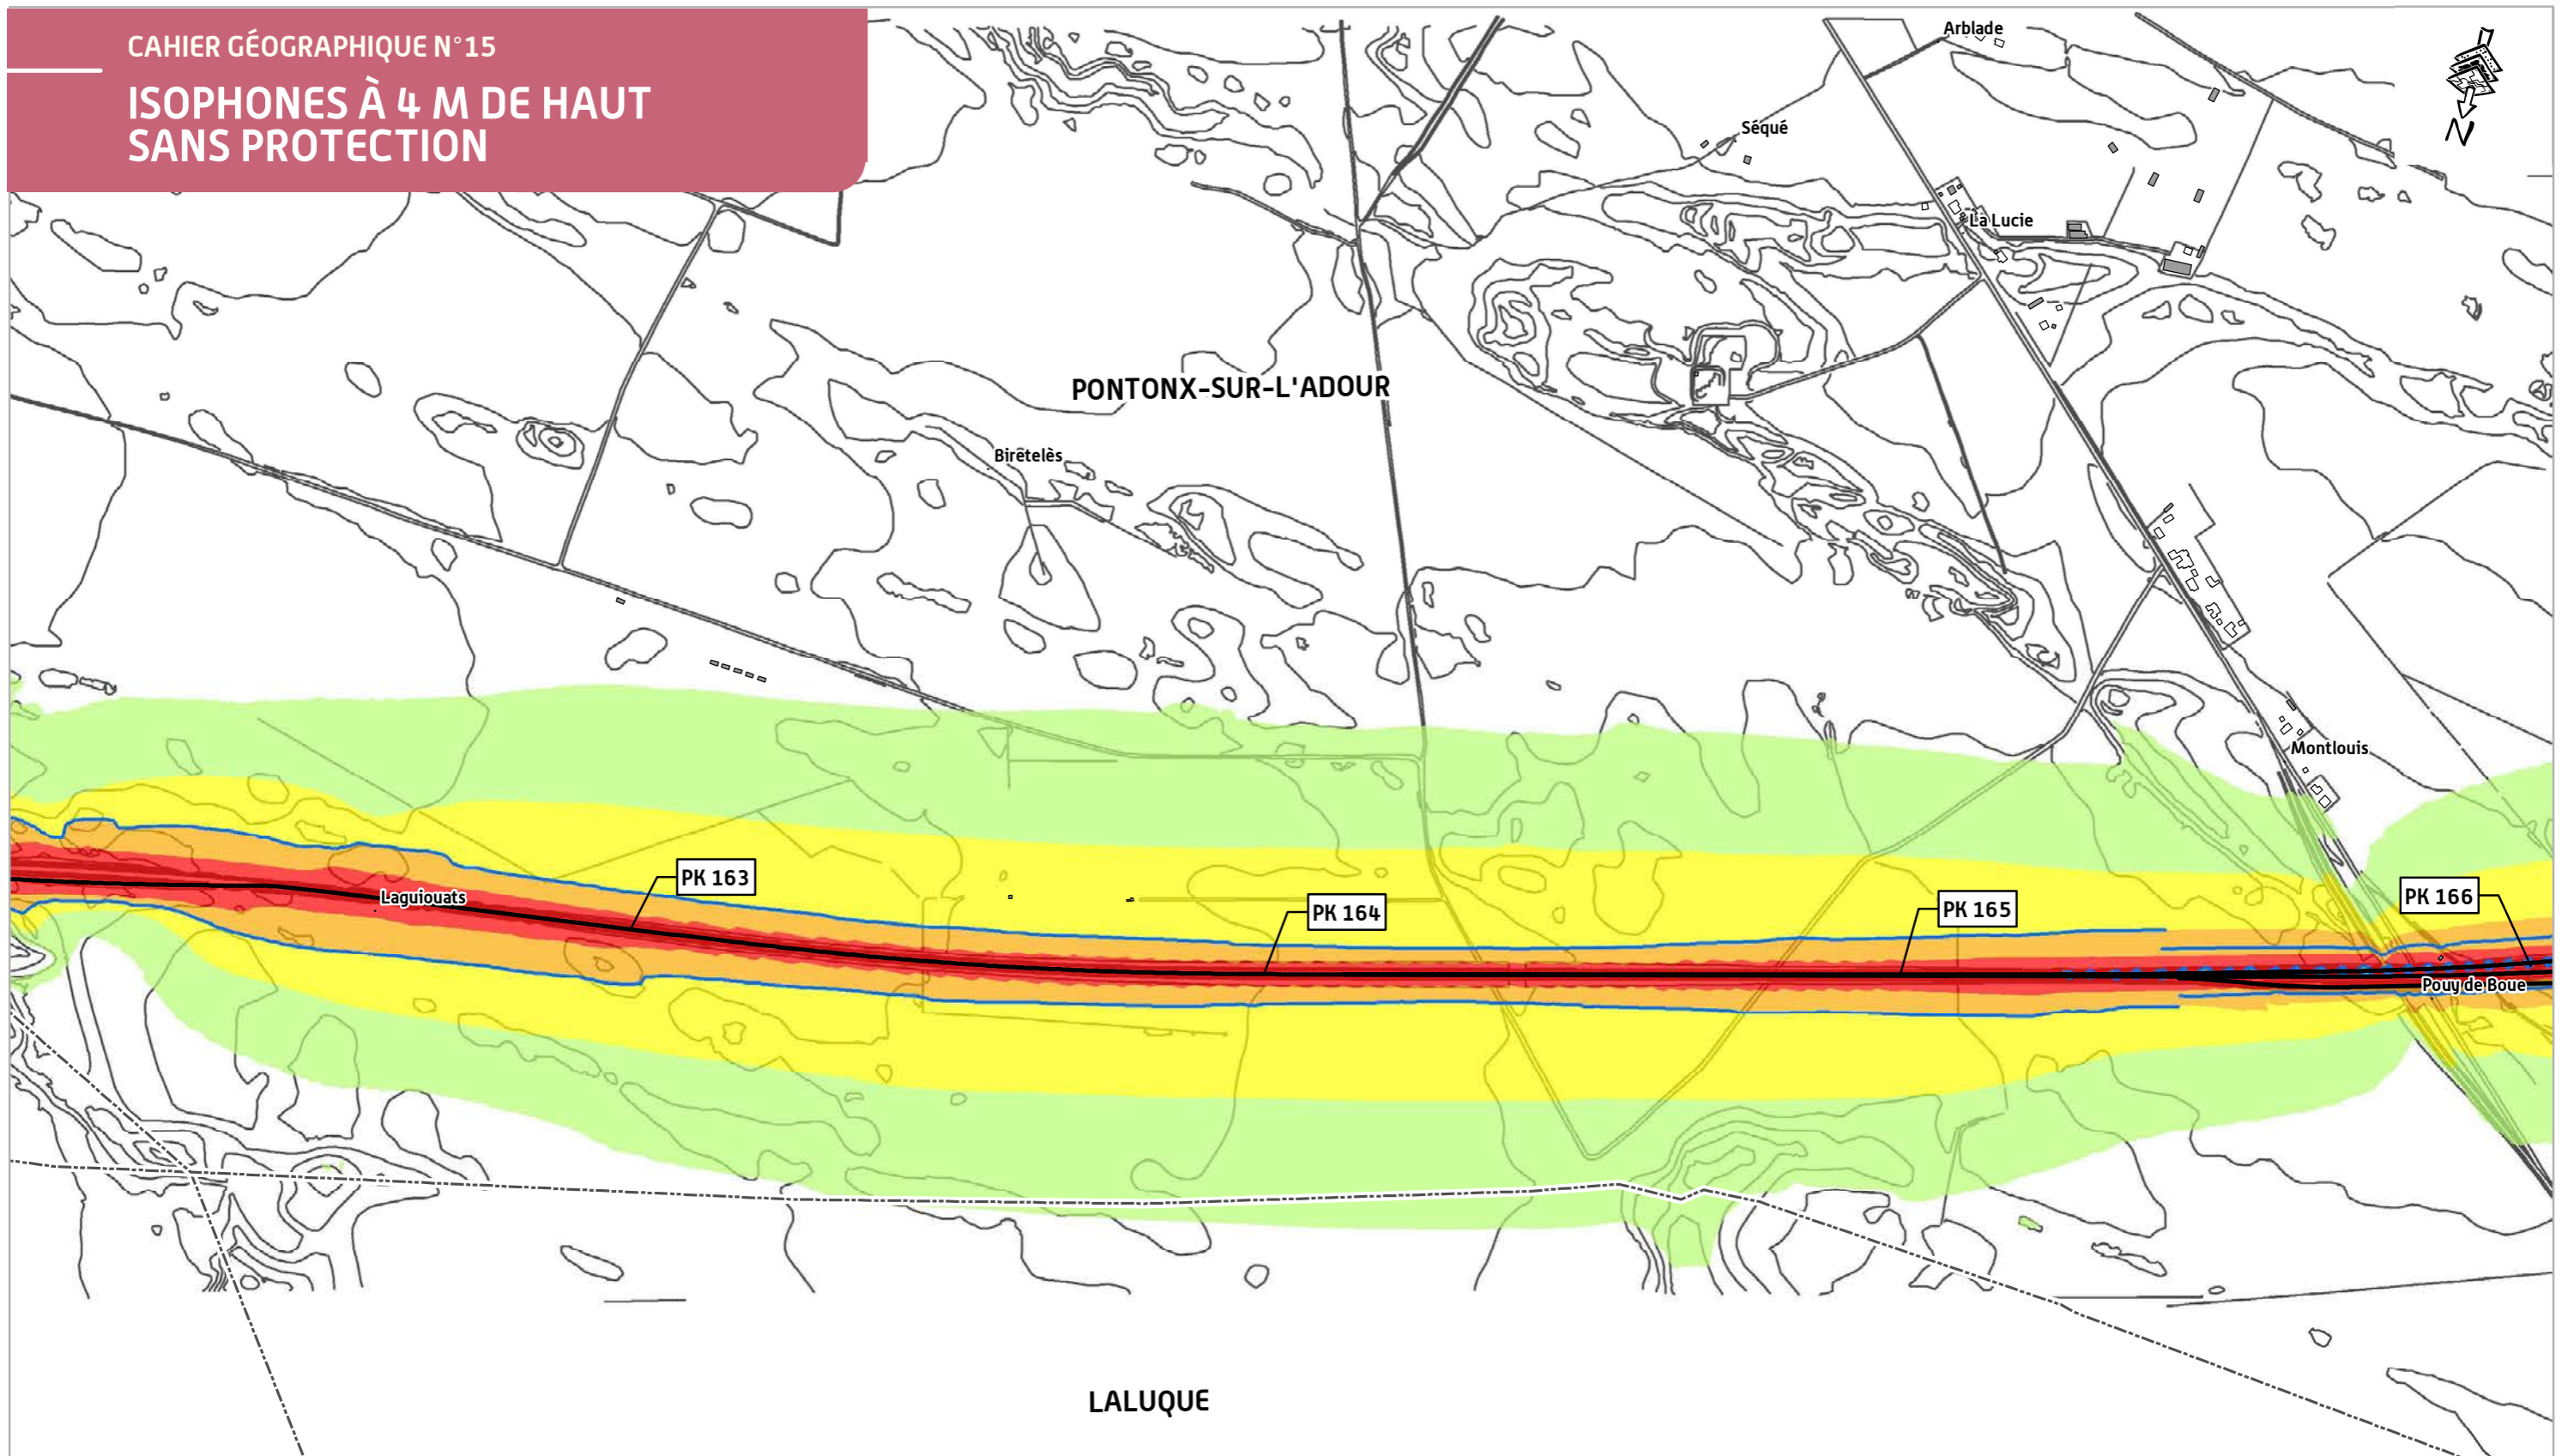 CAHIER GÉOGRAPHIQUE N°15
ISOPHONES À 4 M DE HAUT
SANS PROTECTION
Arblade
N
Séqué
La Lucie
PONTONX-SUR-L'ADOUR
Birêtelès
Montlouis
PK 163
Laguiouats
PK 164
PK 165
PK 166
Pouy de Boue
LALUQUE